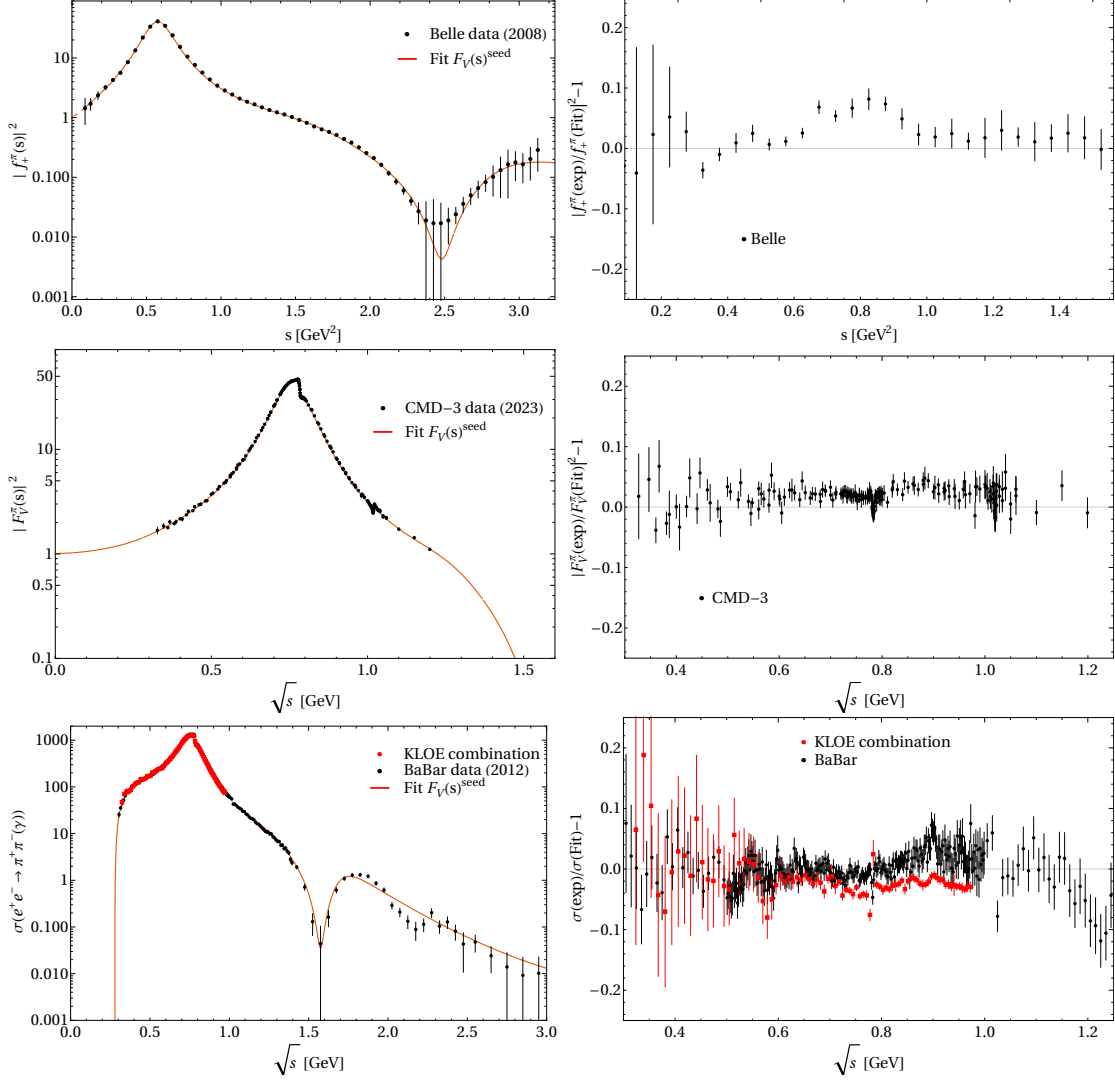 10
1
0.100
0.010
0.001
0.0 0.5 1.0 1.5 2.0 2.5 3.0
s [GeV²]
| f₊^π(s)| ²
Belle data (2008)
Fit F_V(s)^seed
0.2
0.1
0.0
−0.1
−0.2
0.2 0.4 0.6 0.8 1.0 1.2 1.4
s [GeV²]
|f₊^π(exp)/f₊^π(Fit)|²−1
Belle
50
10
5
1
0.5
0.1
0.0 0.5 1.0 1.5
√s [GeV]
| F_V^π(s)| ²
CMD−3 data (2023)
Fit F_V(s)^seed
0.2
0.1
0.0
−0.1
−0.2
0.4 0.6 0.8 1.0 1.2
√s [GeV]
|F_V^π(exp)/F_V^π(Fit)|²−1
CMD−3
1000
100
10
1
0.100
0.010
0.001
0.0 0.5 1.0 1.5 2.0 2.5 3.0
√s [GeV]
σ(e⁺e⁻→π⁺π⁻(γ))
KLOE combination
BaBar data (2012)
Fit F_V(s)^seed
0.2
0.1
0.0
−0.1
−0.2
0.4 0.6 0.8 1.0 1.2
√s [GeV]
σ(exp)/σ(Fit)−1
KLOE combination
BaBar